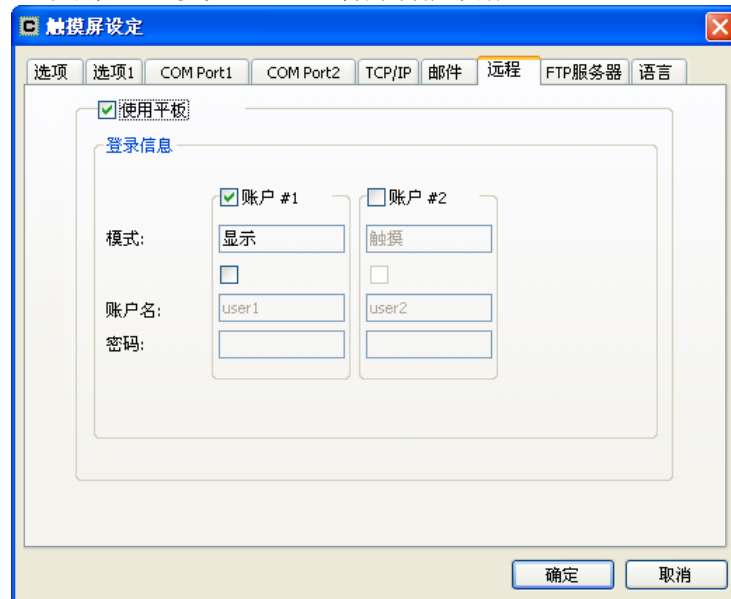 C 触摸屏设定
选项 选项1 COM Port1 COM Port2 TCP/IP 邮件 远程 FTP服务器 语言
使用平板
登录信息
账户 #1 账户 #2
模式: 显示 触摸
账户名: user1 user2
密码:
确定 取消